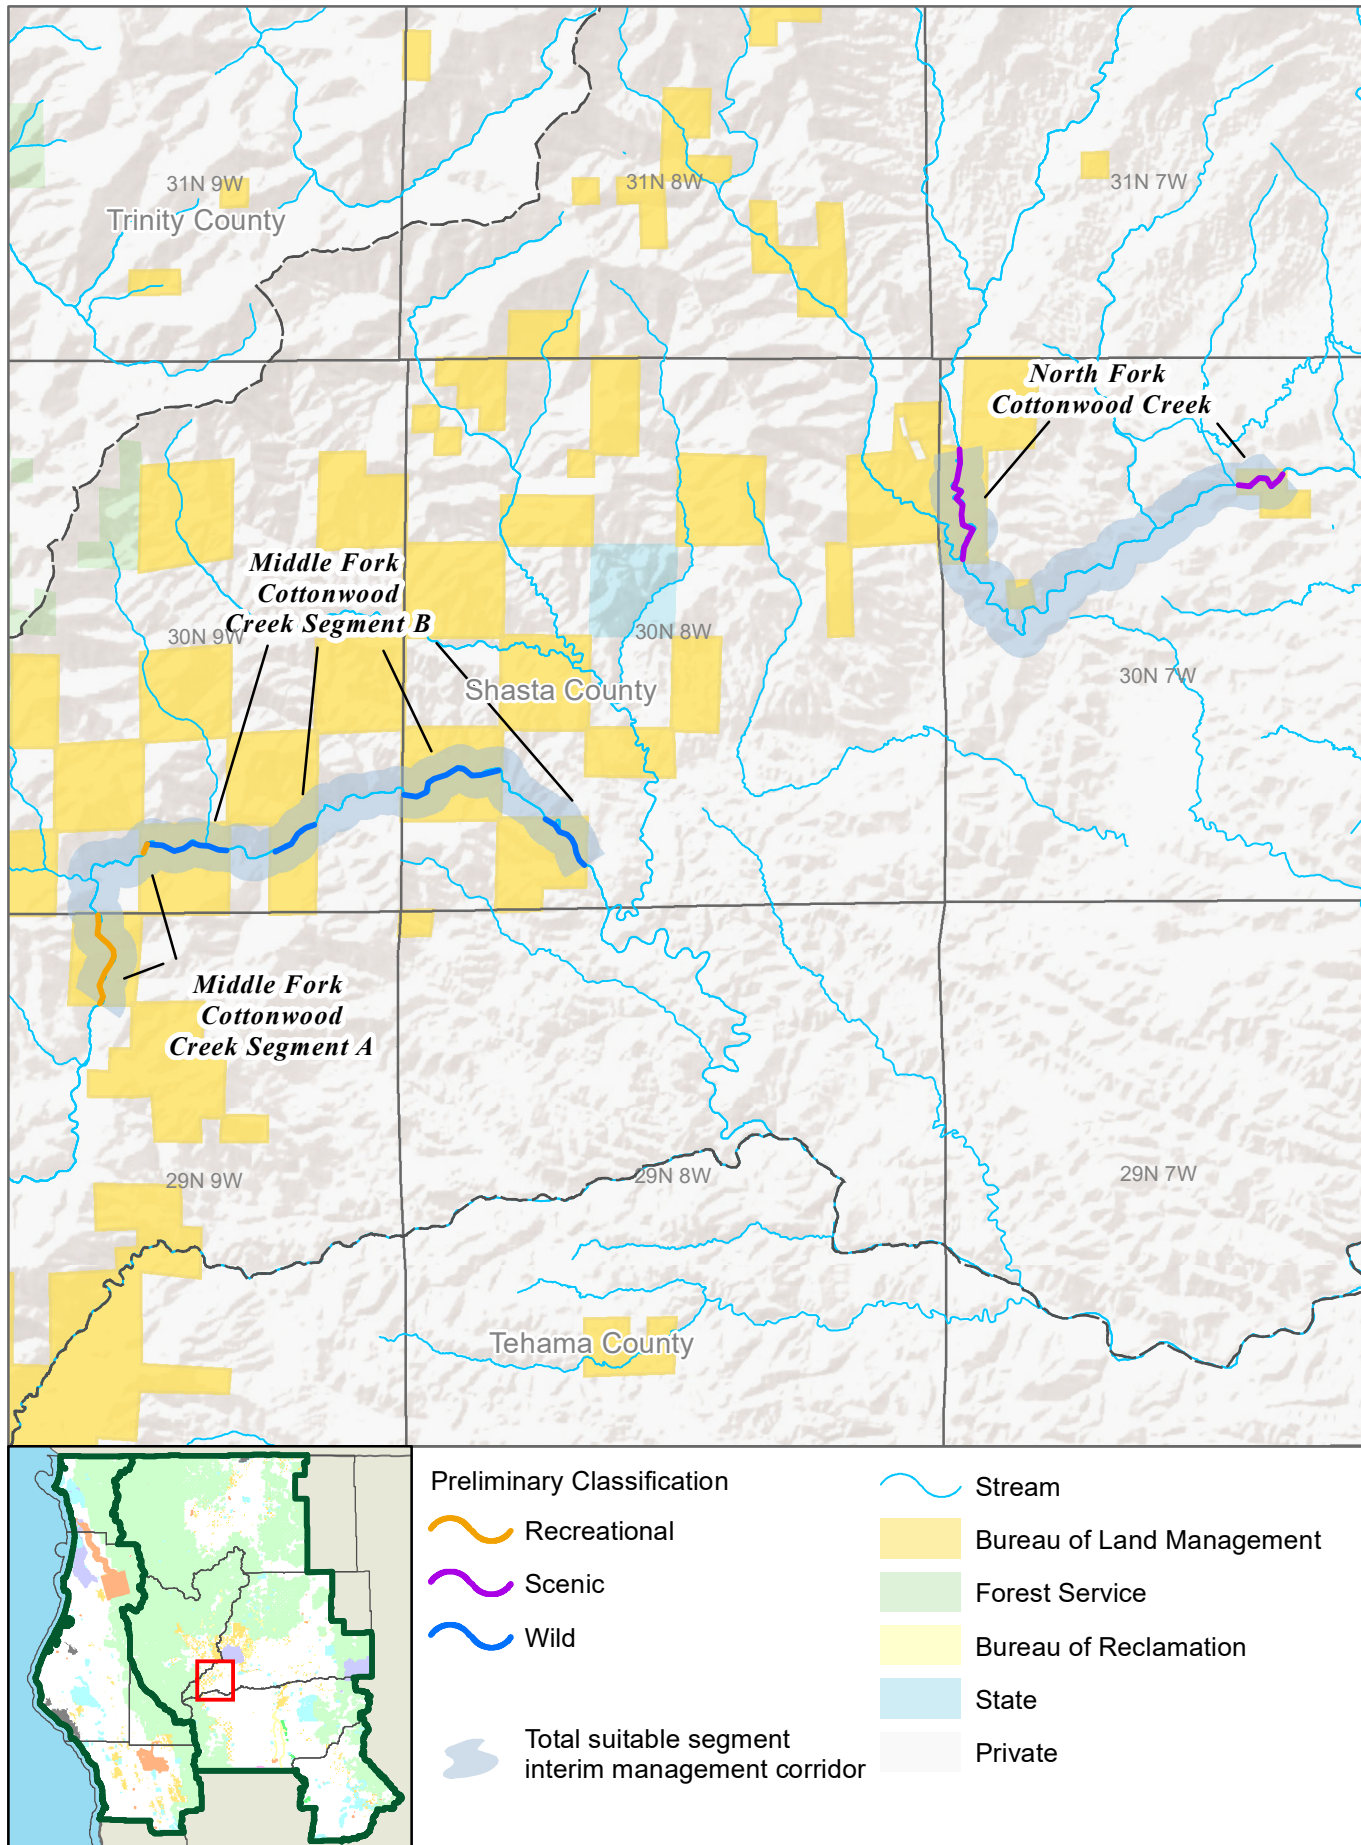 31N 9W
31N 8W
31N 7W
Trinity County
North Fork
Cottonwood Creek
Middle Fork
Cottonwood
Creek Segment B
30N 9W
30N 8W
30N 7W
Shasta County
Middle Fork
Cottonwood
Creek Segment A
29N 9W
29N 8W
29N 7W
Tehama County
Preliminary Classification
Recreational
Scenic
Wild
Total suitable segment
interim management corridor
Stream
Bureau of Land Management
Forest Service
Bureau of Reclamation
State
Private